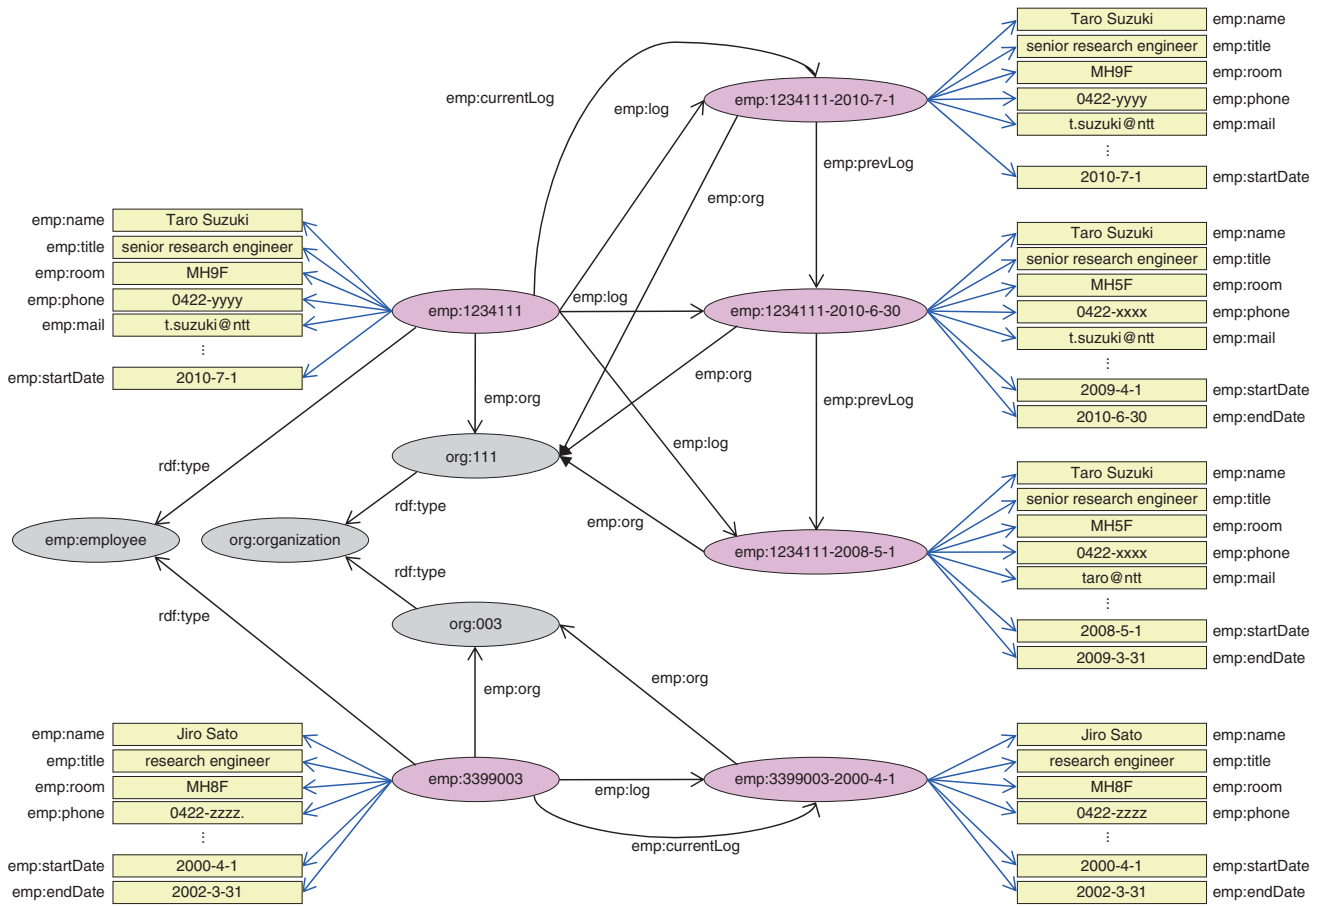 Taro Suzuki emp:name
senior research engineer emp:title
MH9F emp:room
0422-yyyy emp:phone
t.suzuki@ntt emp:mail
⋮
2010-7-1 emp:startDate
emp:currentLog
emp:log
emp:1234111-2010-7-1
emp:prevLog
emp:org
emp:name Taro Suzuki
emp:title senior research engineer
emp:room MH9F
emp:phone 0422-yyyy
emp:mail t.suzuki@ntt
⋮
emp:startDate 2010-7-1
emp:1234111
emp:log
emp:1234111-2010-6-30
Taro Suzuki emp:name
senior research engineer emp:title
MH5F emp:room
0422-xxxx emp:phone
t.suzuki@ntt emp:mail
⋮
2009-4-1 emp:startDate
2010-6-30 emp:endDate
emp:org
emp:org
emp:prevLog
emp:log
org:111
rdf:type
rdf:type
emp:employee
org:organization
emp:org
emp:1234111-2008-5-1
Taro Suzuki emp:name
senior research engineer emp:title
MH5F emp:room
0422-xxxx emp:phone
taro@ntt emp:mail
⋮
2008-5-1 emp:startDate
2009-3-31 emp:endDate
rdf:type
rdf:type
org:003
emp:org
emp:org
emp:name Jiro Sato
emp:title research engineer
emp:room MH8F
emp:phone 0422-zzzz.
⋮
emp:startDate 2000-4-1
emp:endDate 2002-3-31
emp:3399003
emp:log
emp:currentLog
emp:3399003-2000-4-1
Jiro Sato emp:name
research engineer emp:title
MH8F emp:room
0422-zzzz emp:phone
⋮
2000-4-1 emp:startDate
2002-3-31 emp:endDate